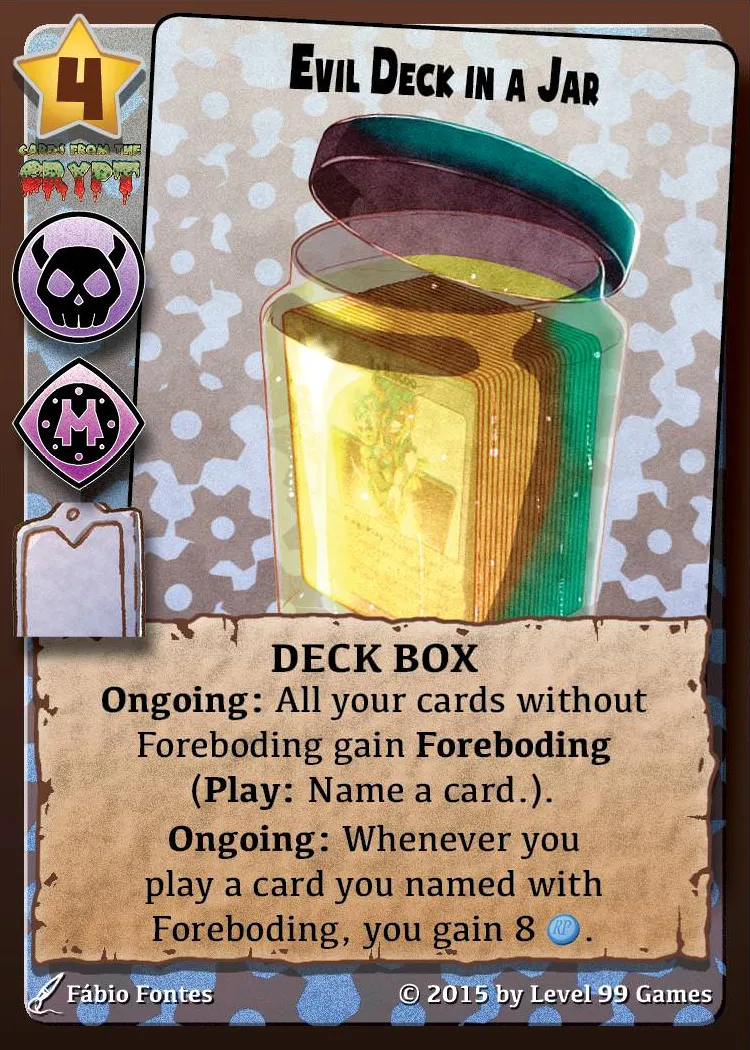 4
EVIL DECK IN A JAR
CARDS FROM THE
CRYPT
M
DECK BOX
Ongoing: All your cards without
Foreboding gain Foreboding
(Play: Name a card.).
Ongoing: Whenever you
play a card you named with
Foreboding, you gain 8 RP.
Fábio Fontes
© 2015 by Level 99 Games